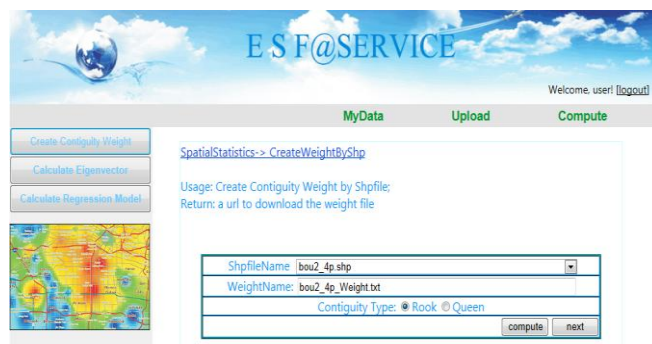 E S F@SERVICE
Welcome, user! [logout]
MyData Upload Compute
Create Contiguity Weight
Calculate Eigenvector
Calculate Regression Model
SpatialStatistics-> CreateWeightByShp
Usage: Create Contiguity Weight by Shpfile;
Return: a url to download the weight file
ShpfileName bou2_4p.shp
WeightName: bou2_4p_Weight.txt
Contiguity Type: Rook Queen
compute next